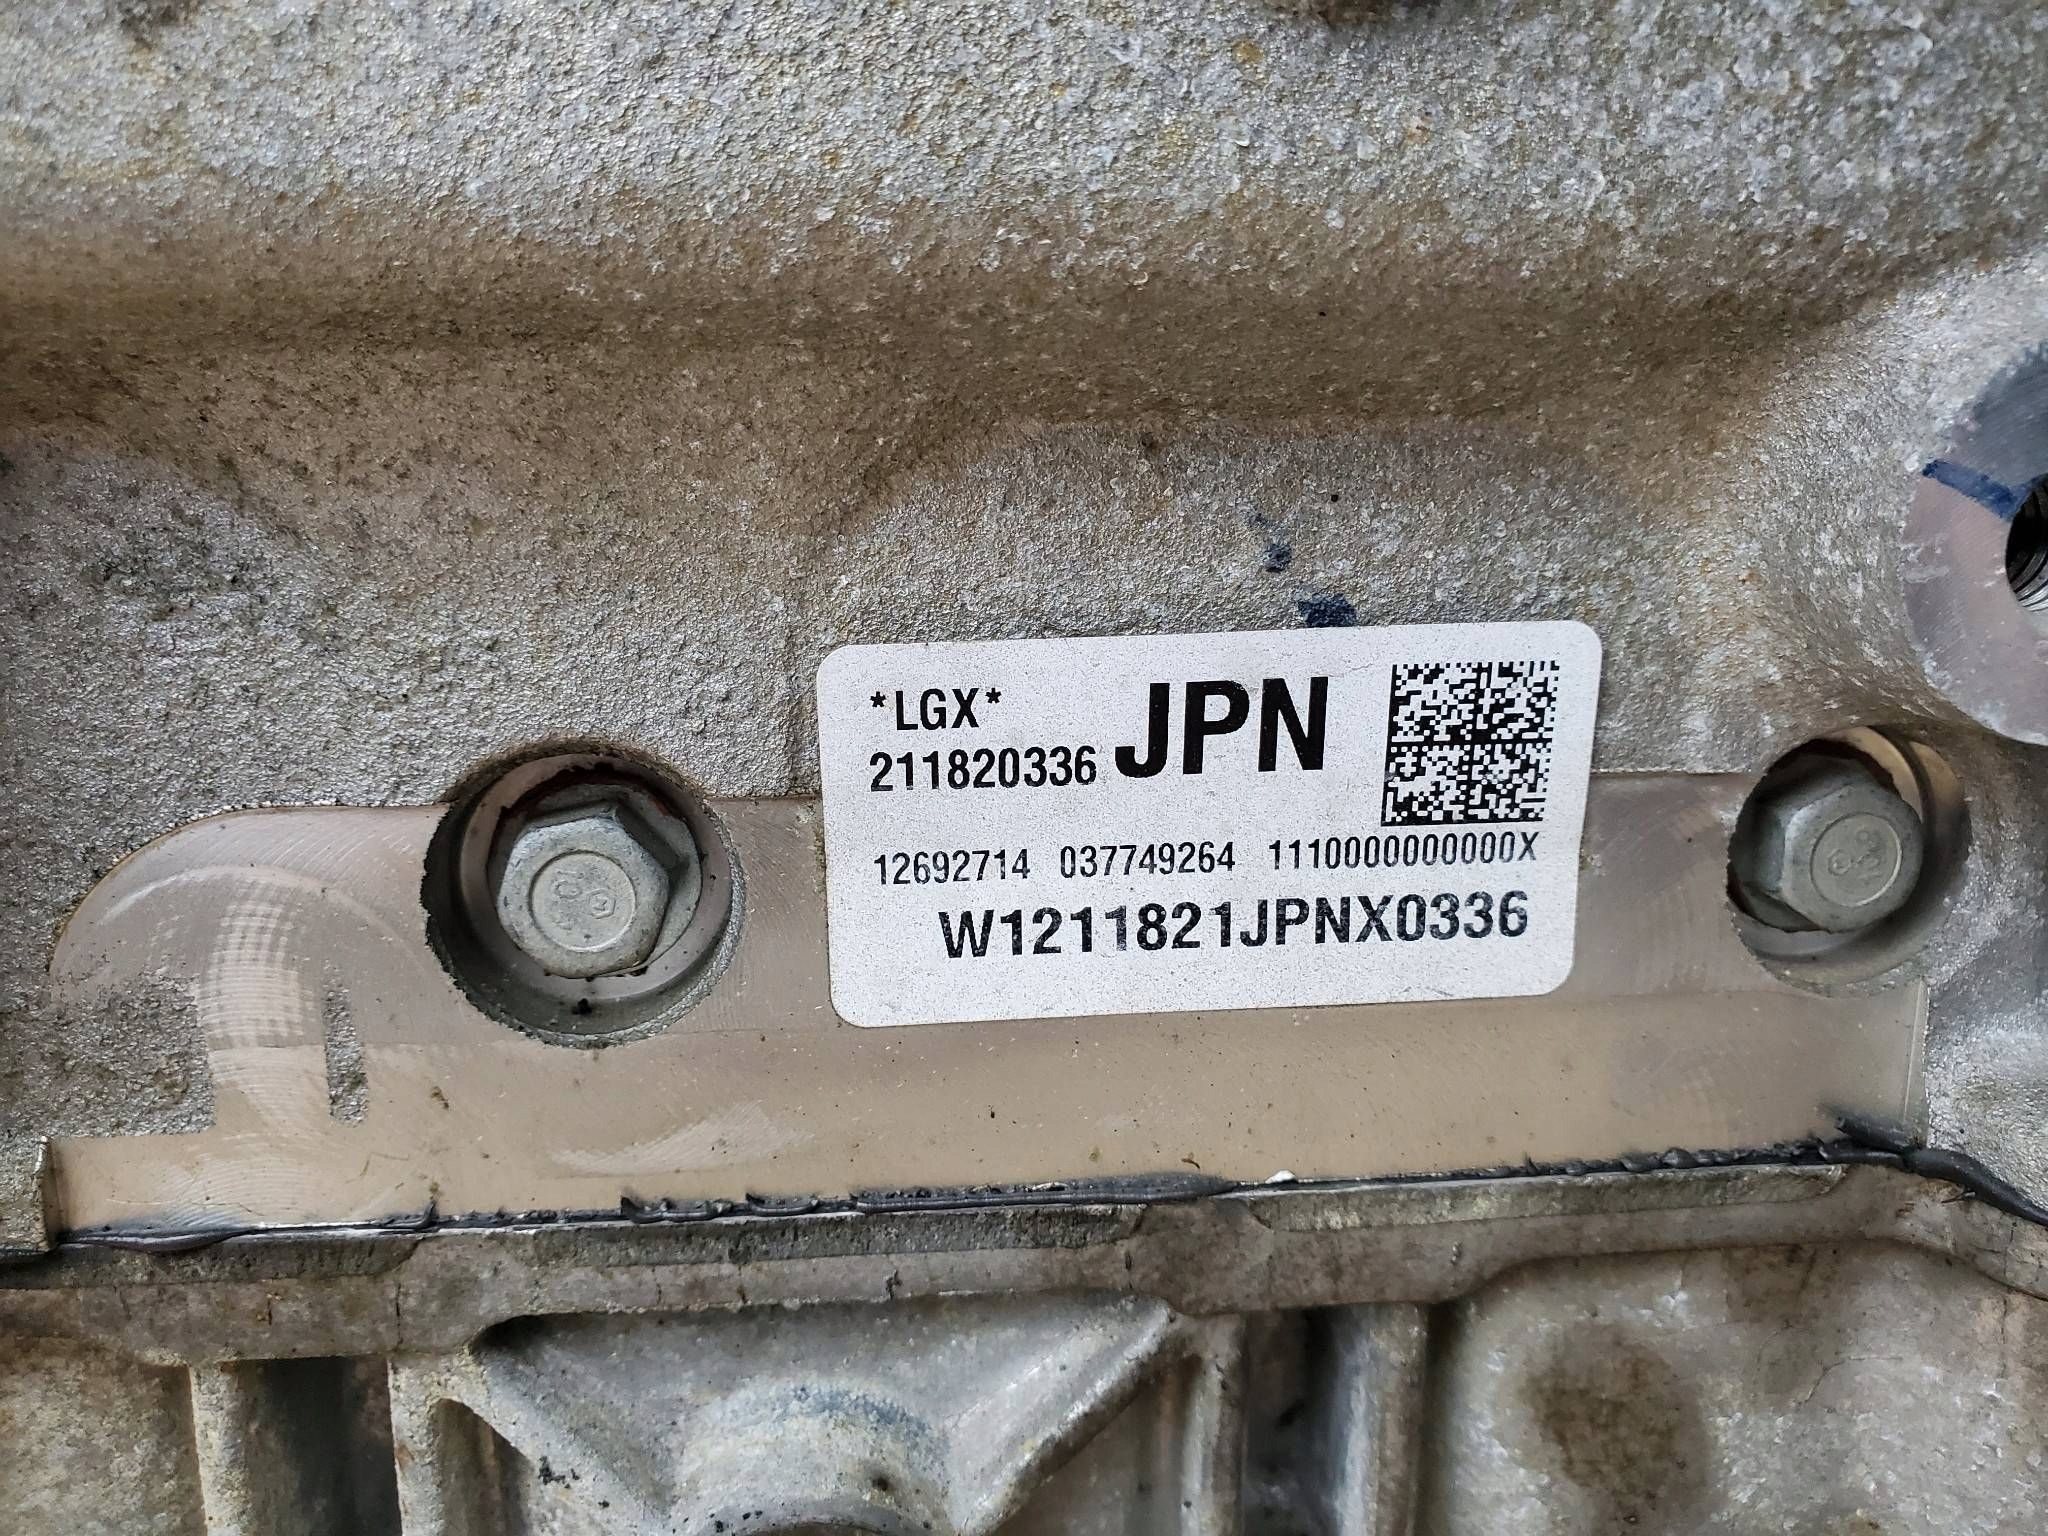 *LGX* JPN
211820336
12692714 037749264 1110000000000X
W1211821JPNX0336